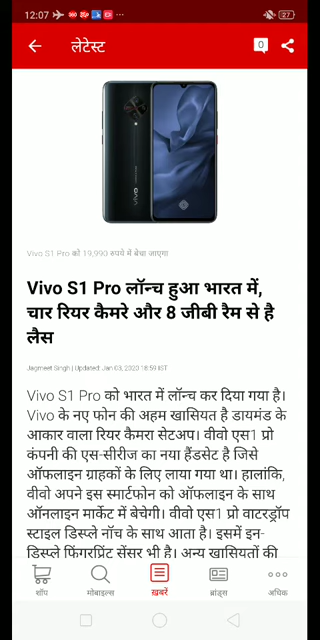 12:07
27
लेटेस्ट
0
vivo
Vivo S1 Pro को 19,990 रुपये में बेचा जाएगा
Vivo S1 Pro लॉन्च हुआ भारत में,
चार रियर कैमरे और 8 जीबी रैम से है
लैस
Jagmeet Singh | Updated: Jan 03, 2020 18:59 IST
Vivo S1 Pro को भारत में लॉन्च कर दिया गया है।
Vivo के नए फोन की अहम खासियत है डायमंड के
आकार वाला रियर कैमरा सेटअप। वीवो एस1 प्रो
कंपनी की एस-सीरीज का नया हैंडसेट है जिसे
ऑफलाइन ग्राहकों के लिए लाया गया था। हालांकि,
वीवो अपने इस स्मार्टफोन को ऑफलाइन के साथ
ऑनलाइन मार्केट में बेचेगी। वीवो एस1 प्रो वाटरड्रॉप
स्टाइल डिस्प्ले नॉच के साथ आता है। इसमें इन-
डिस्प्ले फिंगरप्रिंट सेंसर भी है। अन्य खासियतों की
शॉप
मोबाइल्स
ख़बरें
ब्रांड्स
अधिक